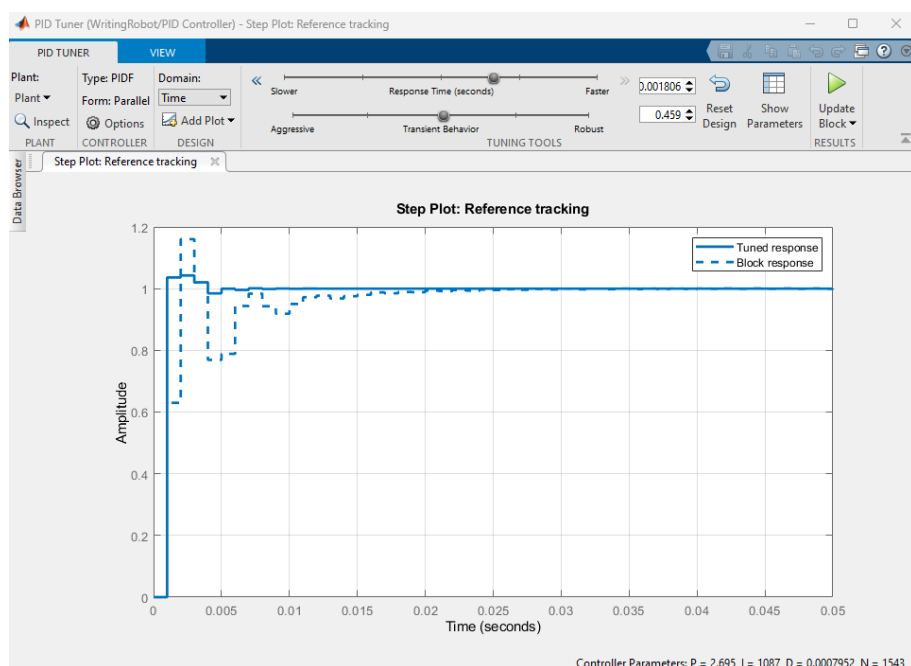 PID Tuner (WritingRobot/PID Controller) - Step Plot: Reference tracking
PID TUNER VIEW
Plant: Type: PIDF Domain:
Plant Form: Parallel Time
Inspect Options Add Plot
PLANT CONTROLLER DESIGN
Slower Response Time (seconds) Faster
Aggressive Transient Behavior Robust
0.001806
0.459
Reset Design
Show Parameters
Update Block
TUNING TOOLS RESULTS
Data Browser
Step Plot: Reference tracking
Step Plot: Reference tracking
Tuned response
Block response
Amplitude
1.2
1
0.8
0.6
0.4
0.2
0
0 0.005 0.01 0.015 0.02 0.025 0.03 0.035 0.04 0.045 0.05
Time (seconds)
Controller Parameters: P = 2.695, I = 1087, D = 0.0007952, N = 1543